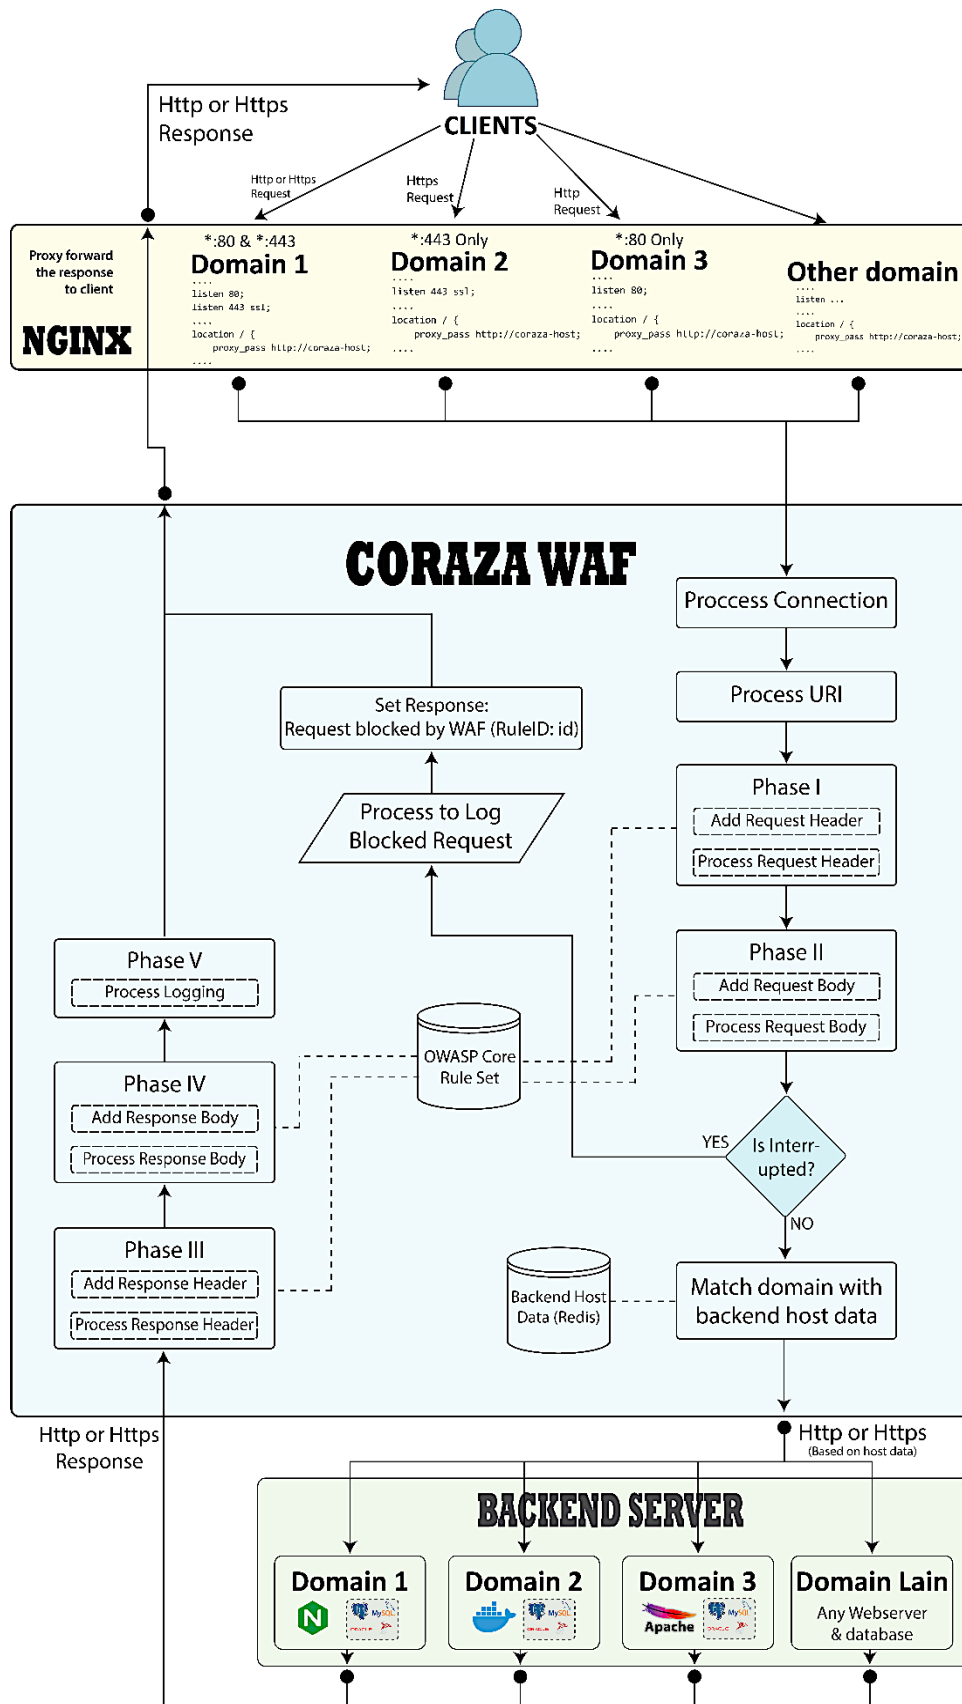 CLIENTS
Http or Https
Response
Http or Https
Request
Https
Request
Http
Request
Proxy forward
the response
to client
NGINX
*:80 & *:443
Domain 1
....
listen 80;
listen 443 ssl;
....
location / {
proxy_pass http://coraza-host;
....
*:443 Only
Domain 2
....
listen 443 ssl;
....
location / {
proxy_pass http://coraza-host;
....
*:80 Only
Domain 3
....
listen 80;
....
location / {
proxy_pass http://coraza-host;
....
Other domain
....
listen ...
....
location / {
proxy_pass http://coraza-host;
....
CORAZA WAF
Proccess Connection
Process URI
Phase I
Add Request Header
Process Request Header
Phase II
Add Request Body
Process Request Body
Is Inter-
upted?
YES
NO
Set Response:
Request blocked by WAF (RuleID: id)
Process to Log
Blocked Request
OWASP Core
Rule Set
Phase V
Process Logging
Phase IV
Add Response Body
Process Response Body
Phase III
Add Response Header
Process Response Header
Backend Host
Data (Redis)
Match domain with
backend host data
Http or Https
Response
Http or Https
(Based on host data)
BACKEND SERVER
Domain 1
N
MySQL
ORACLE
Domain 2
MySQL
ORACLE
Domain 3
Apache
MySQL
ORACLE
Domain Lain
Any Webserver
& database